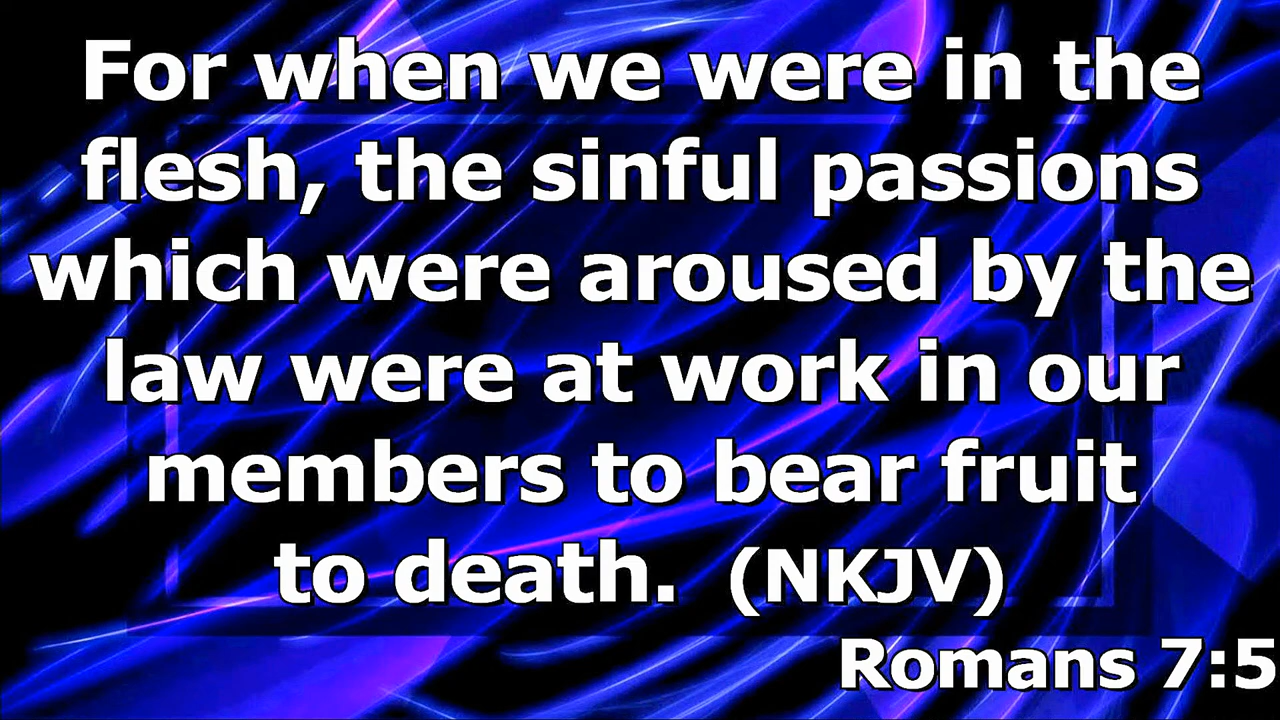 For when we were in the
flesh, the sinful passions
which were aroused by the
law were at work in our
members to bear fruit
to death. (NKJV)
Romans 7:5